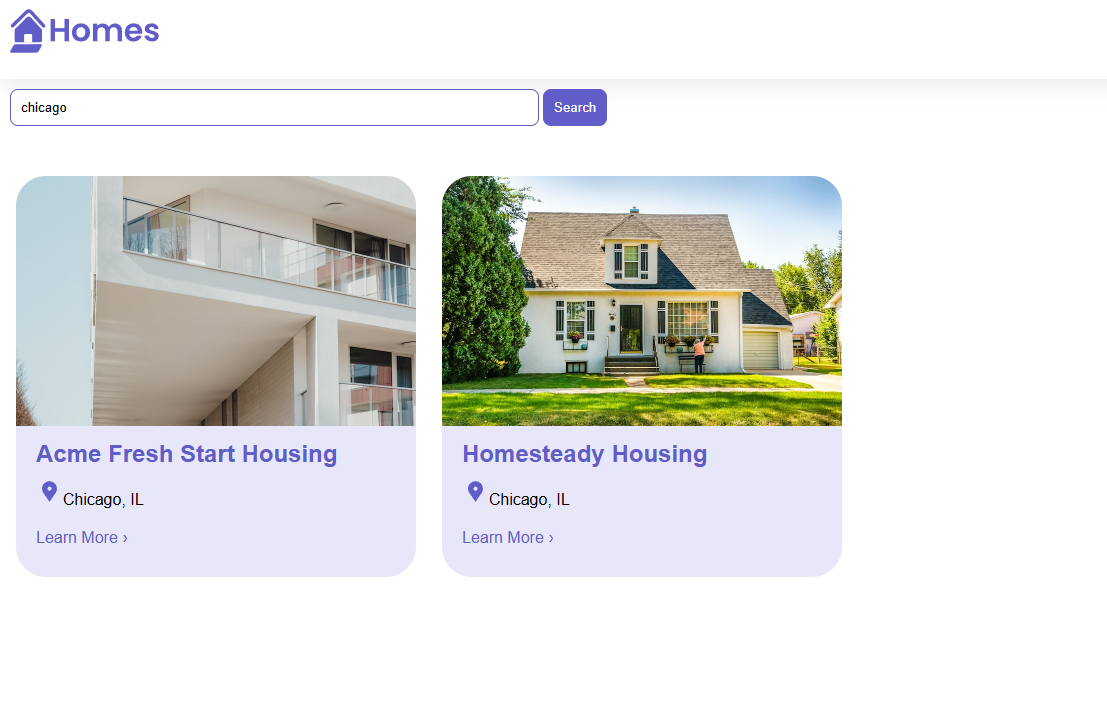 Homes
chicago
Search
Acme Fresh Start Housing
Chicago, IL
Learn More ›
Homesteady Housing
Chicago, IL
Learn More ›